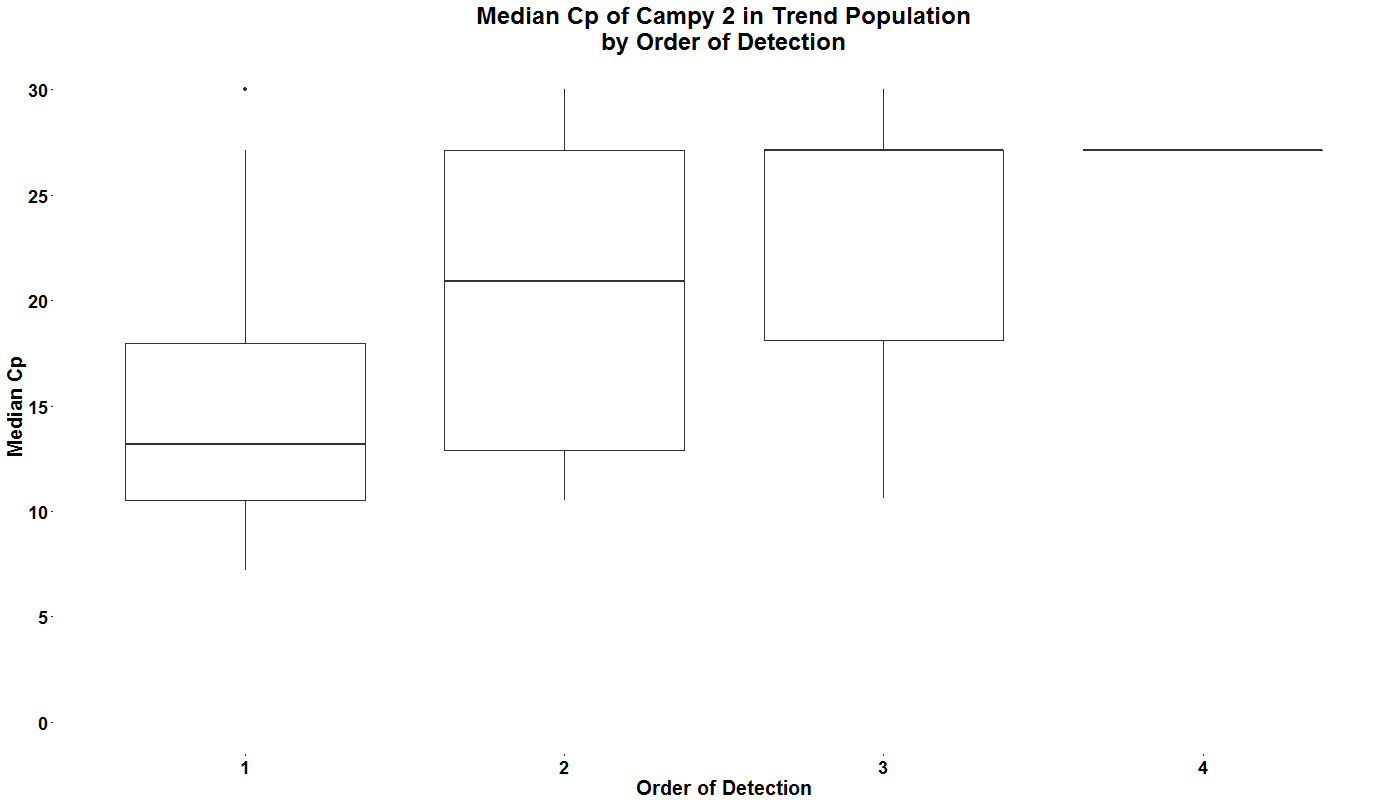 Median Cp of Campy 2 in Trend Population
by Order of Detection
Median Cp
30
25
20
15
10
5
0
1
2
3
4
Order of Detection